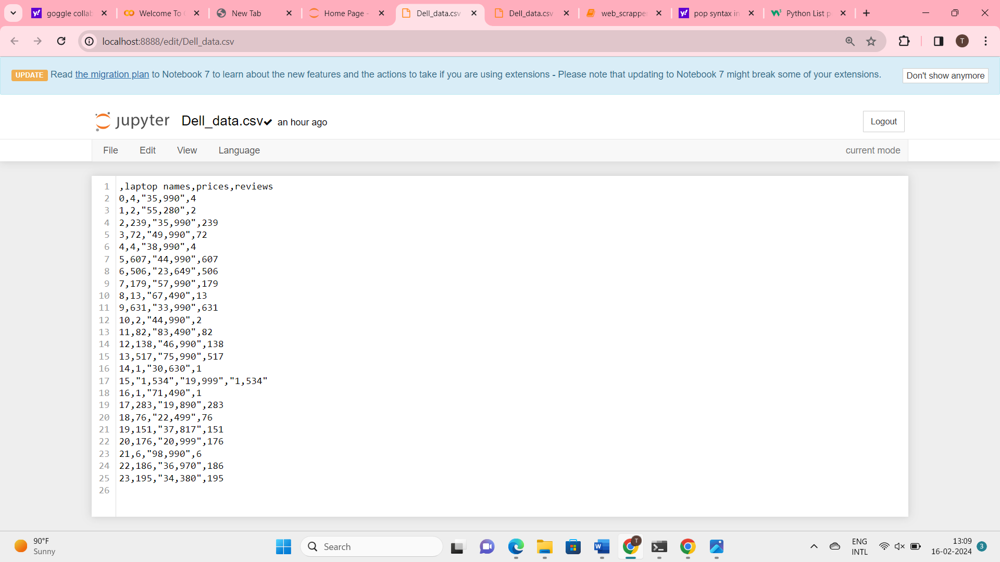 goggle collab
Welcome To C
New Tab
Home Page -
Dell_data.csv
Dell_data.csv
web_scrapper
pop syntax in
Python List p
localhost:8888/edit/Dell_data.csv
T
UPDATE Read the migration plan to Notebook 7 to learn about the new features and the actions to take if you are using extensions - Please note that updating to Notebook 7 might break some of your extensions.
Don't show anymore
jupyter Dell_data.csv an hour ago
Logout
File Edit View Language current mode
1 ,laptop names,prices,reviews
2 0,4,"35,990",4
3 1,2,"55,280",2
4 2,239,"35,990",239
5 3,72,"49,990",72
6 4,4,"38,990",4
7 5,607,"44,990",607
8 6,506,"23,649",506
9 7,179,"57,990",179
10 8,13,"67,490",13
11 9,631,"33,990",631
12 10,2,"44,990",2
13 11,82,"83,490",82
14 12,138,"46,990",138
15 13,517,"75,990",517
16 14,1,"30,630",1
17 15,"1,534","19,999","1,534"
18 16,1,"71,490",1
19 17,283,"19,890",283
20 18,76,"22,499",76
21 19,151,"37,817",151
22 20,176,"20,999",176
23 21,6,"98,990",6
24 22,186,"36,970",186
25 23,195,"34,380",195
26
90°F
Sunny
Search
ENG
INTL
13:09
16-02-2024
3